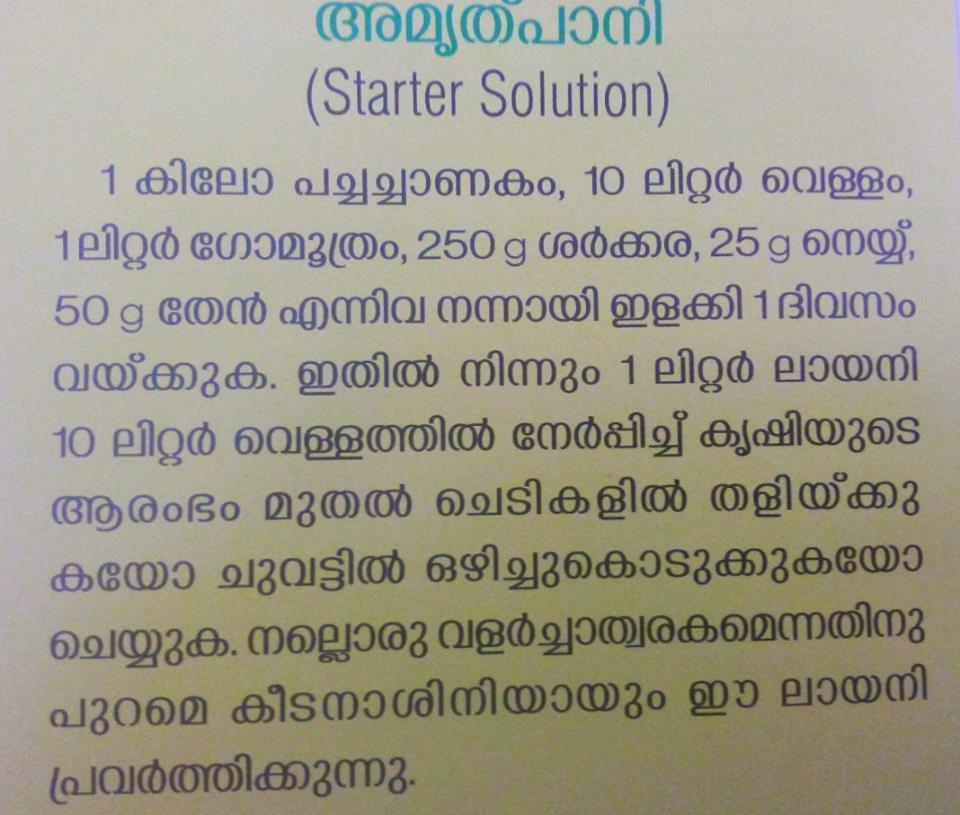 അമൃത്പാനി
(Starter Solution)
1 കിലോ പച്ചച്ചാണകം, 10 ലിറ്റർ വെള്ളം,
1 ലിറ്റർ ഗോമൂത്രം, 250 g ശർക്കര, 25 g നെയ്യ്,
50 g തേൻ എന്നിവ നന്നായി ഇളക്കി 1 ദിവസം
വയ്ക്കുക. ഇതിൽ നിന്നും 1 ലിറ്റർ ലായനി
10 ലിറ്റർ വെള്ളത്തിൽ നേർപ്പിച്ച് കൃഷിയുടെ
ആരംഭം മുതൽ ചെടികളിൽ തളിയ്ക്കു
കയോ ചുവട്ടിൽ ഒഴിച്ചുകൊടുക്കുകയോ
ചെയ്യുക. നല്ലൊരു വളർച്ചാത്വരകമെന്നതിനു
പുറമെ കീടനാശിനിയായും ഈ ലായനി
പ്രവർത്തിക്കുന്നു.